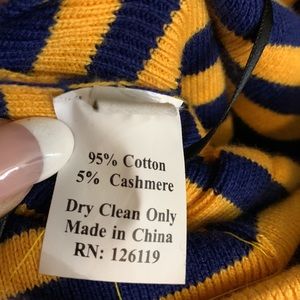 95% Cotton
5% Cashmere
Dry Clean Only
Made in China
RN: 126119